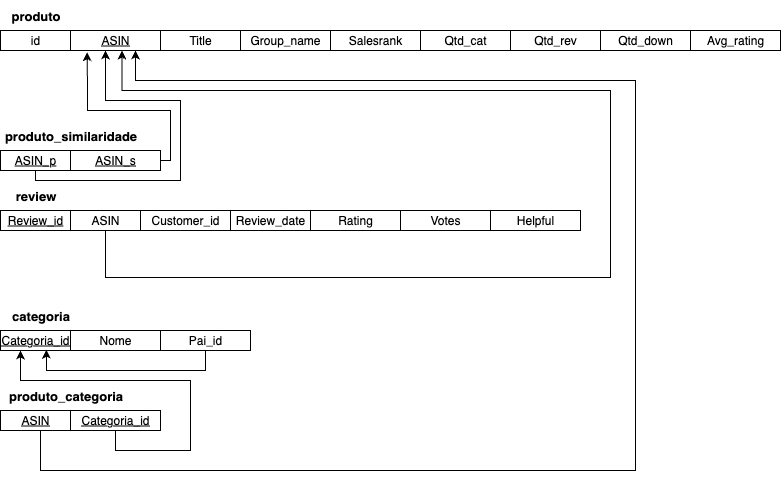 produto
id ASIN Title Group_name Salesrank Qtd_cat Qtd_rev Qtd_down Avg_rating
produto_similaridade
ASIN_p ASIN_s
review
Review_id ASIN Customer_id Review_date Rating Votes Helpful
categoria
Categoria_id Nome Pai_id
produto_categoria
ASIN Categoria_id